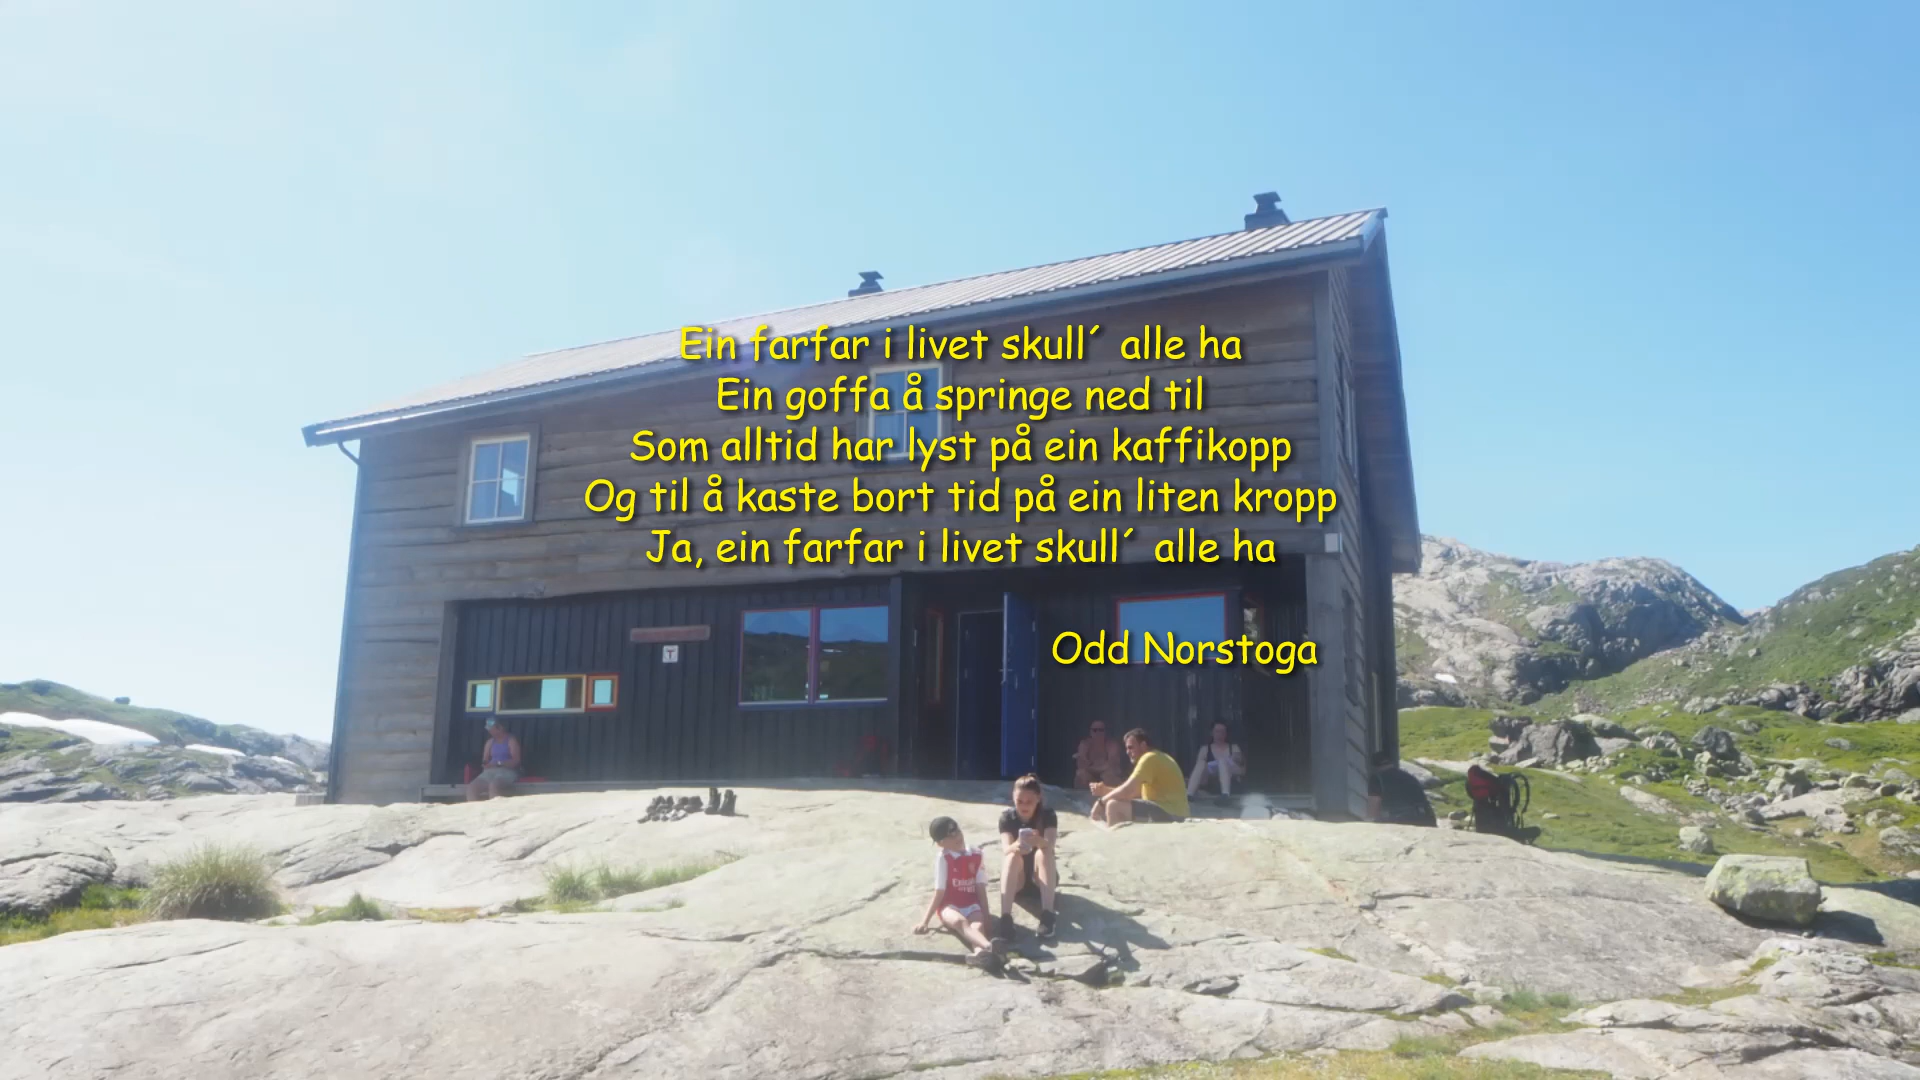 Ein farfar i livet skull´ alle ha
Ein goffa å springe ned til
Som alltid har lyst på ein kaffikopp
Og til å kaste bort tid på ein liten kropp
Ja, ein farfar i livet skull´ alle ha
Odd Norstoga
T